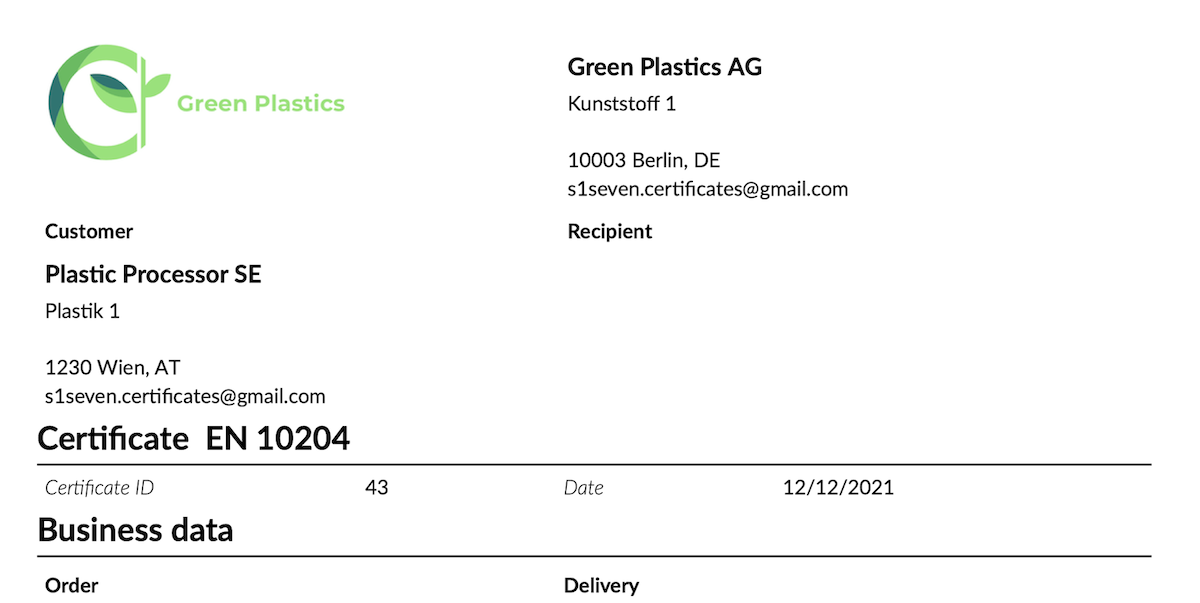 Green Plastics
Green Plastics AG
Kunststoff 1
10003 Berlin, DE
s1seven.certificates@gmail.com
Customer
Recipient
Plastic Processor SE
Plastik 1
1230 Wien, AT
s1seven.certificates@gmail.com
Certificate EN 10204
Certificate ID 43 Date 12/12/2021
Business data
Order Delivery